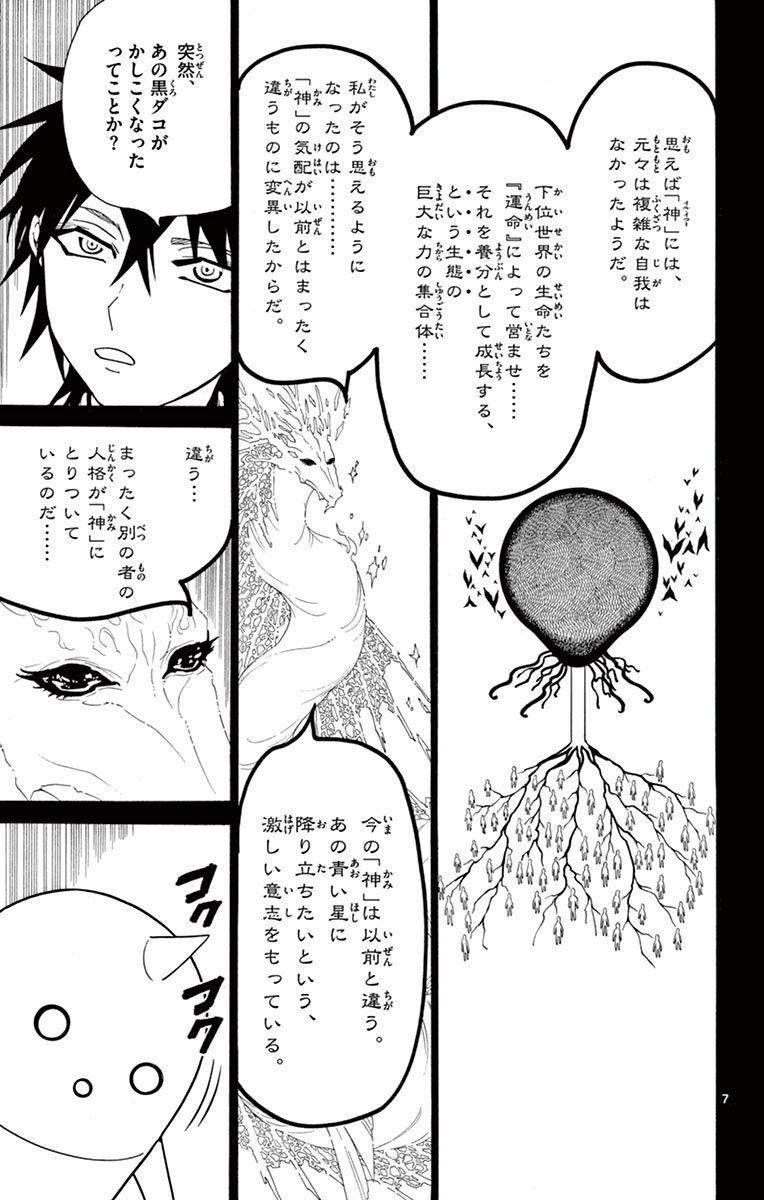 思えば「神」には、
元々は複雑な自我は
なかったようだ。
下位世界の生命たちを
『運命』によって営ませ……
それを養分として成長する、
という生態の
巨大な力の集合体……
私がそう思えるように
なったのは…………
「神」の気配が以前とはまったく
違うものに変異したからだ。
今の「神」は以前と違う。
あの青い星に
降り立ちたいという、
激しい意志をもっている。
突然、
あの黒ダコが
かしこくなった
ってことか？
違う…
まったく別の者の
人格が「神」に
とりついて
いるのだ……
コク
コク
7